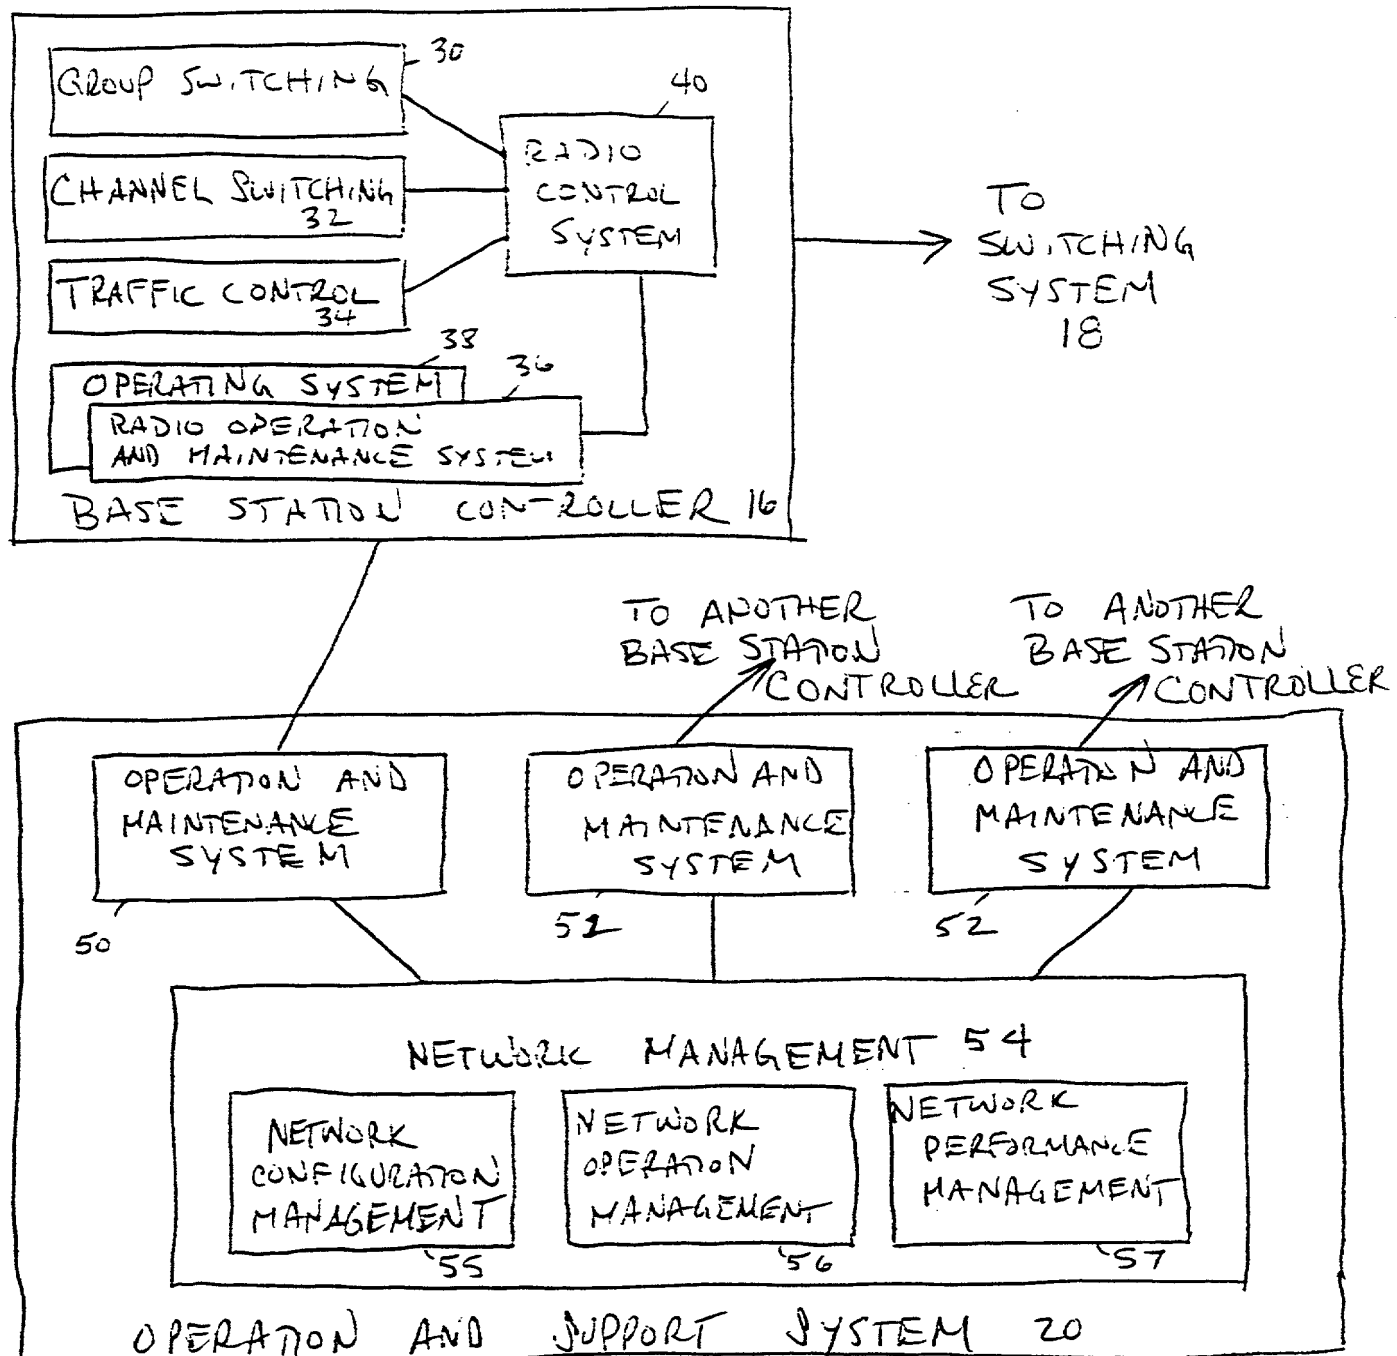 30
GROUP SWITCHING
40
RADIO
CONTROL
SYSTEM
CHANNEL SWITCHING
32
TRAFFIC CONTROL
34
TO
SWITCHING
SYSTEM
18
38
36
OPERATING SYSTEM
RADIO OPERATION
AND MAINTENANCE SYSTEM
BASE STATION CONTROLLER 16
TO ANOTHER
BASE STATION
CONTROLLER
TO ANOTHER
BASE STATION
CONTROLLER
OPERATION AND
MAINTENANCE
SYSTEM
50
OPERATION AND
MAINTENANCE
SYSTEM
51
OPERATION AND
MAINTENANCE
SYSTEM
52
NETWORK MANAGEMENT 54
NETWORK
CONFIGURATION
MANAGEMENT
55
NETWORK
OPERATION
MANAGEMENT
56
NETWORK
PERFORMANCE
MANAGEMENT
57
OPERATION AND SUPPORT SYSTEM 20